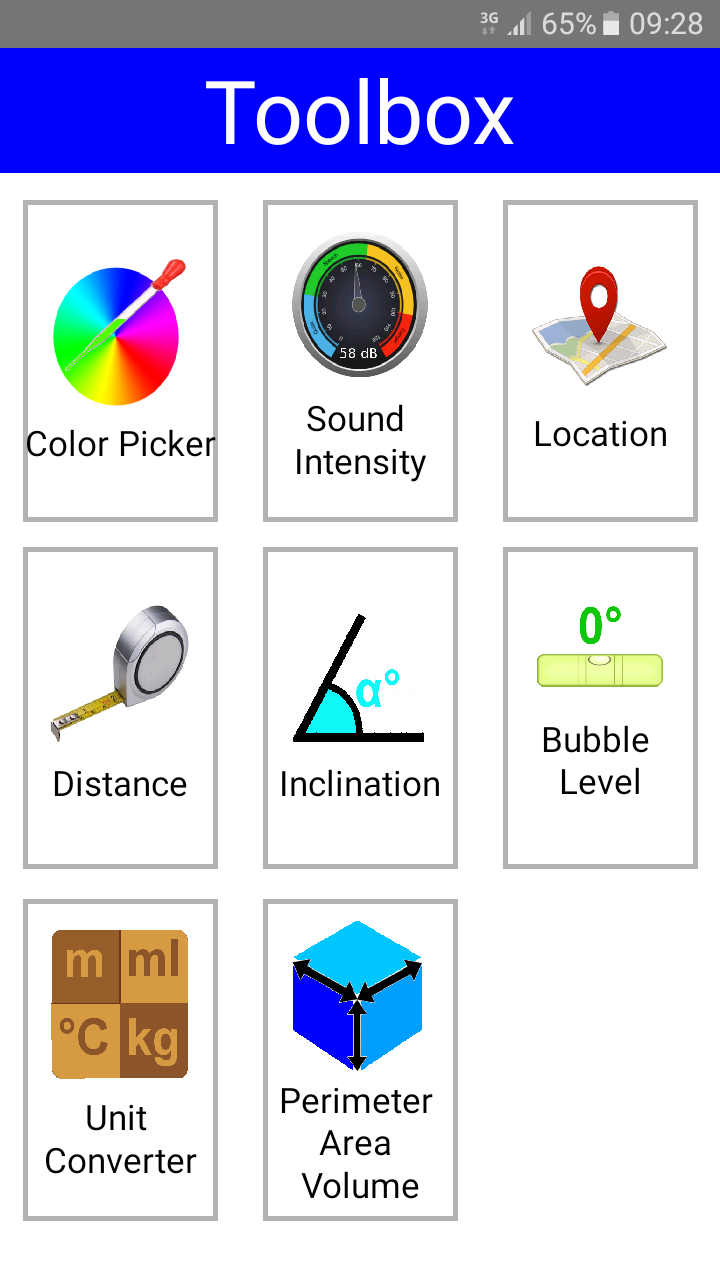 3G 65% 09:28
Toolbox
58 dB
Color Picker
Sound
Intensity
Location
Distance
α°
Inclination
0°
Bubble
Level
m ml
°C kg
Unit
Converter
Perimeter
Area
Volume